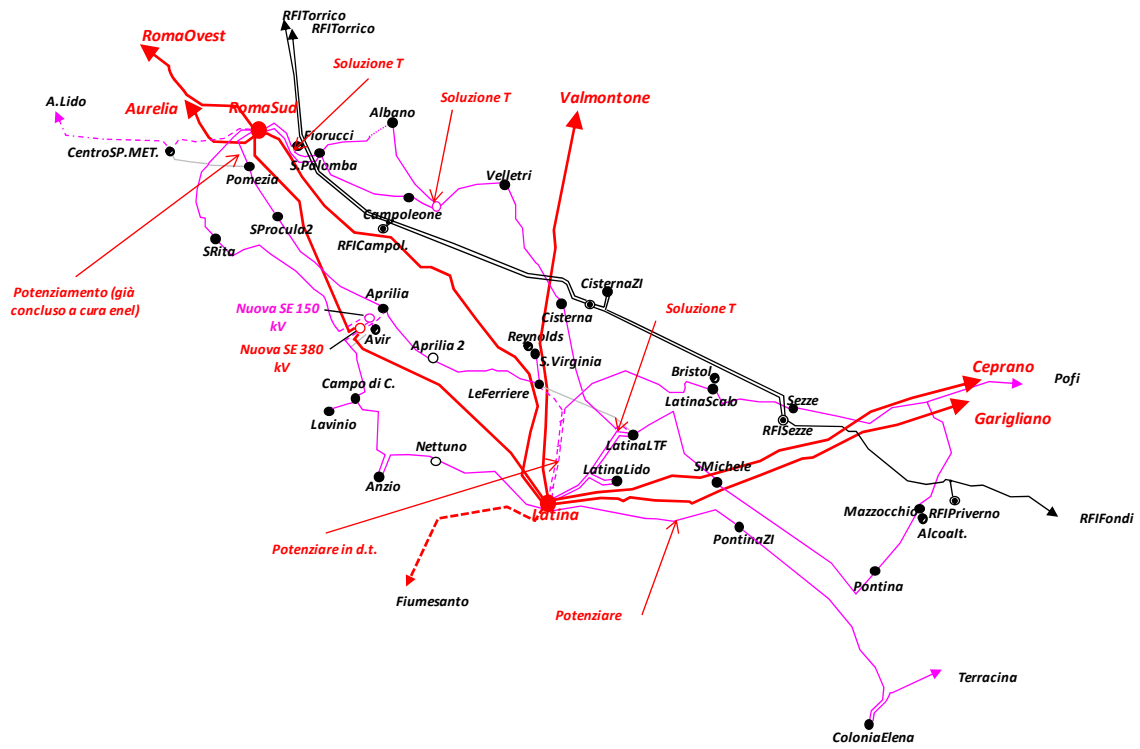 RFITorrico
RFITorrico
RomaOvest
Soluzione T
Soluzione T
Valmontone
A.Lido
Aurelia
RomaSud
Albano
Fiorucci
CentroSP.MET.
S.Palomba
Pomezia
Velletri
Campoleone
SProcula2
RFICampol.
SRita
Potenziamento (già
concluso a cura enel)
CisternaZI
Aprilia
Nuova SE 150
kV
Cisterna
Soluzione T
Avir
Reynolds
Nuova SE 380
kV
Aprilia 2
S.Virginia
Bristol
Ceprano
Pofi
Campo di C.
LeFerriere
LatinaScalo
Sezze
Garigliano
Lavinio
RFISezze
Nettuno
LatinaLTF
SMichele
LatinaLido
Anzio
Mazzocchio
RFIPriverno
Latina
RFIFondi
AlcoaIt.
PontinaZI
Potenziare in d.t.
Pontina
Fiumesanto
Potenziare
Terracina
ColoniaElena